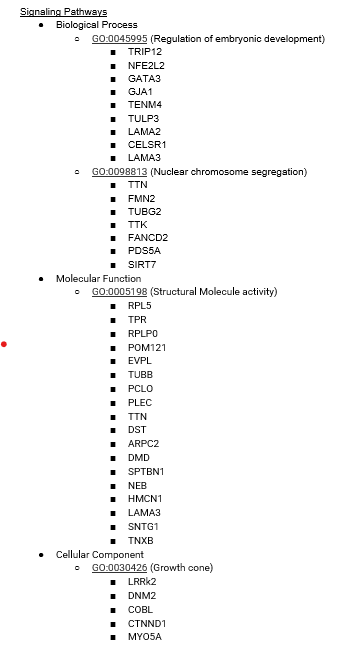 Signaling Pathways
● Biological Process
○ GO:0045995 (Regulation of embryonic development)
■ TRIP12
■ NFE2L2
■ GATA3
■ GJA1
■ TENM4
■ TULP3
■ LAMA2
■ CELSR1
■ LAMA3
○ GO:0098813 (Nuclear chromosome segregation)
■ TTN
■ FMN2
■ TUBG2
■ TTK
■ FANCD2
■ PDS5A
■ SIRT7
● Molecular Function
○ GO:0005198 (Structural Molecule activity)
■ RPL5
■ TPR
■ RPLP0
■ POM121
■ EVPL
■ TUBB
■ PCLO
■ PLEC
■ TTN
■ DST
■ ARPC2
■ DMD
■ SPTBN1
■ NEB
■ HMCN1
■ LAMA3
■ SNTG1
■ TNXB
● Cellular Component
○ GO:0030426 (Growth cone)
■ LRRk2
■ DNM2
■ COBL
■ CTNND1
■ MYO5A